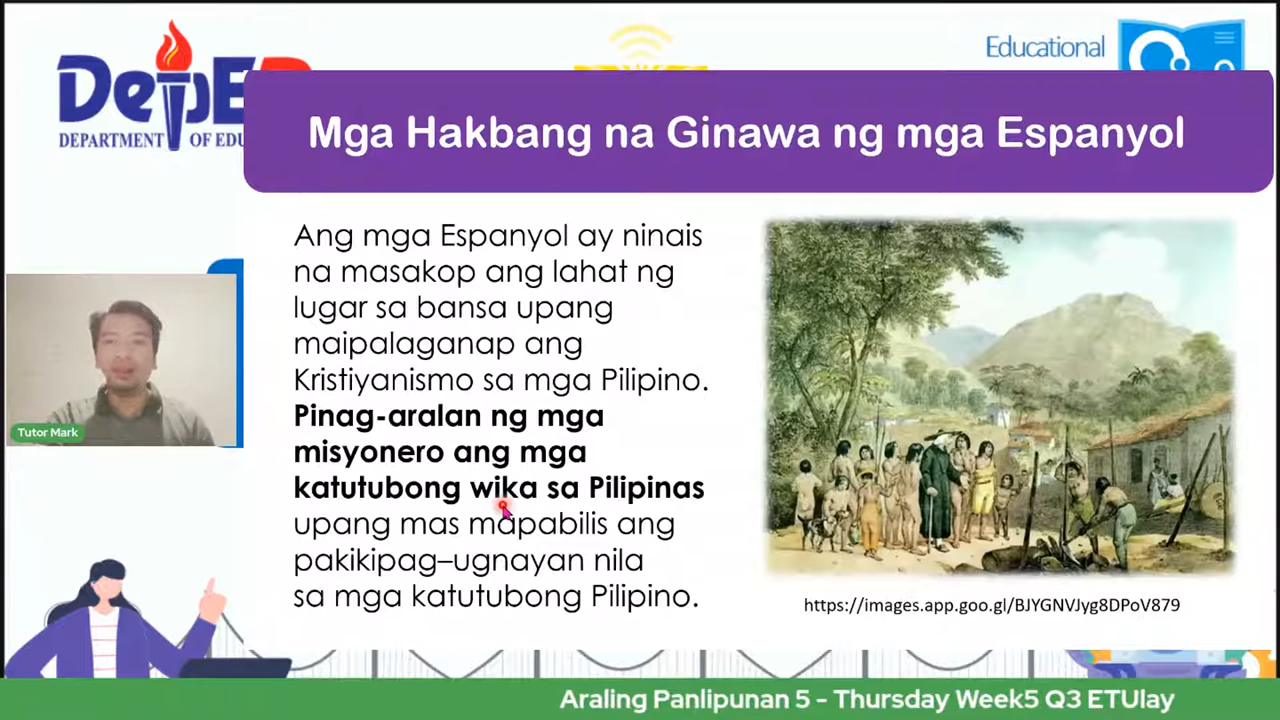 DepED
DEPARTMENT OF EDU
Educational
Mga Hakbang na Ginawa ng mga Espanyol
Ang mga Espanyol ay ninais
na masakop ang lahat ng
lugar sa bansa upang
maipalaganap ang
Kristiyanismo sa mga Pilipino.
Pinag-aralan ng mga
misyonero ang mga
katutubong wika sa Pilipinas
upang mas mapabilis ang
pakikipag–ugnayan nila
sa mga katutubong Pilipino.
https://images.app.goo.gl/BJYGNVJyg8DPoV879
Tutor Mark
Araling Panlipunan 5 - Thursday Week5 Q3 ETUlay